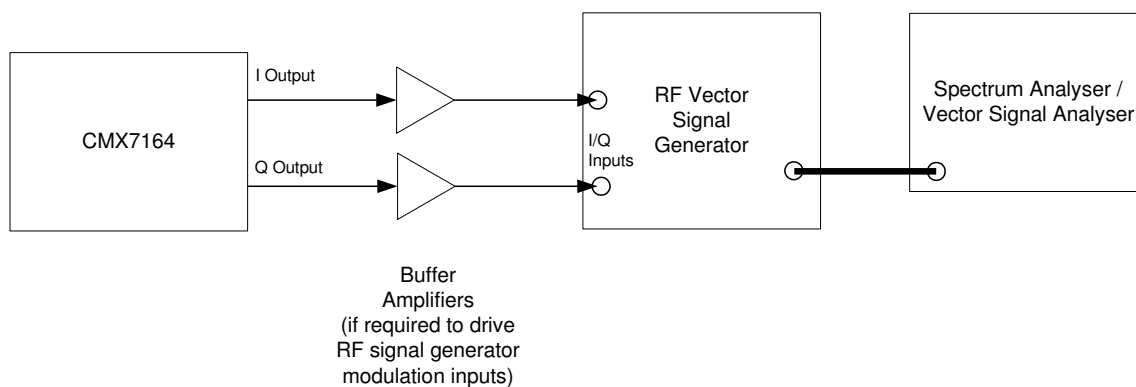 I Output
CMX7164
Q Output
I/Q
Inputs
RF Vector
Signal
Generator
Spectrum Analyser /
Vector Signal Analyser
Buffer
Amplifiers
(if required to drive
RF signal generator
modulation inputs)